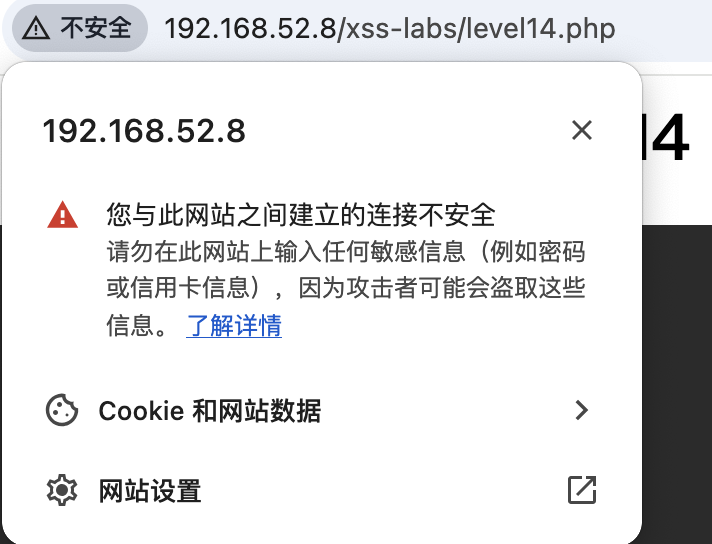 不安全 192.168.52.8/xss-labs/level14.php
192.168.52.8
14
您与此网站之间建立的连接不安全
请勿在此网站上输入任何敏感信息（例如密码
或信用卡信息），因为攻击者可能会盗取这些
信息。 了解详情
Cookie 和网站数据
网站设置